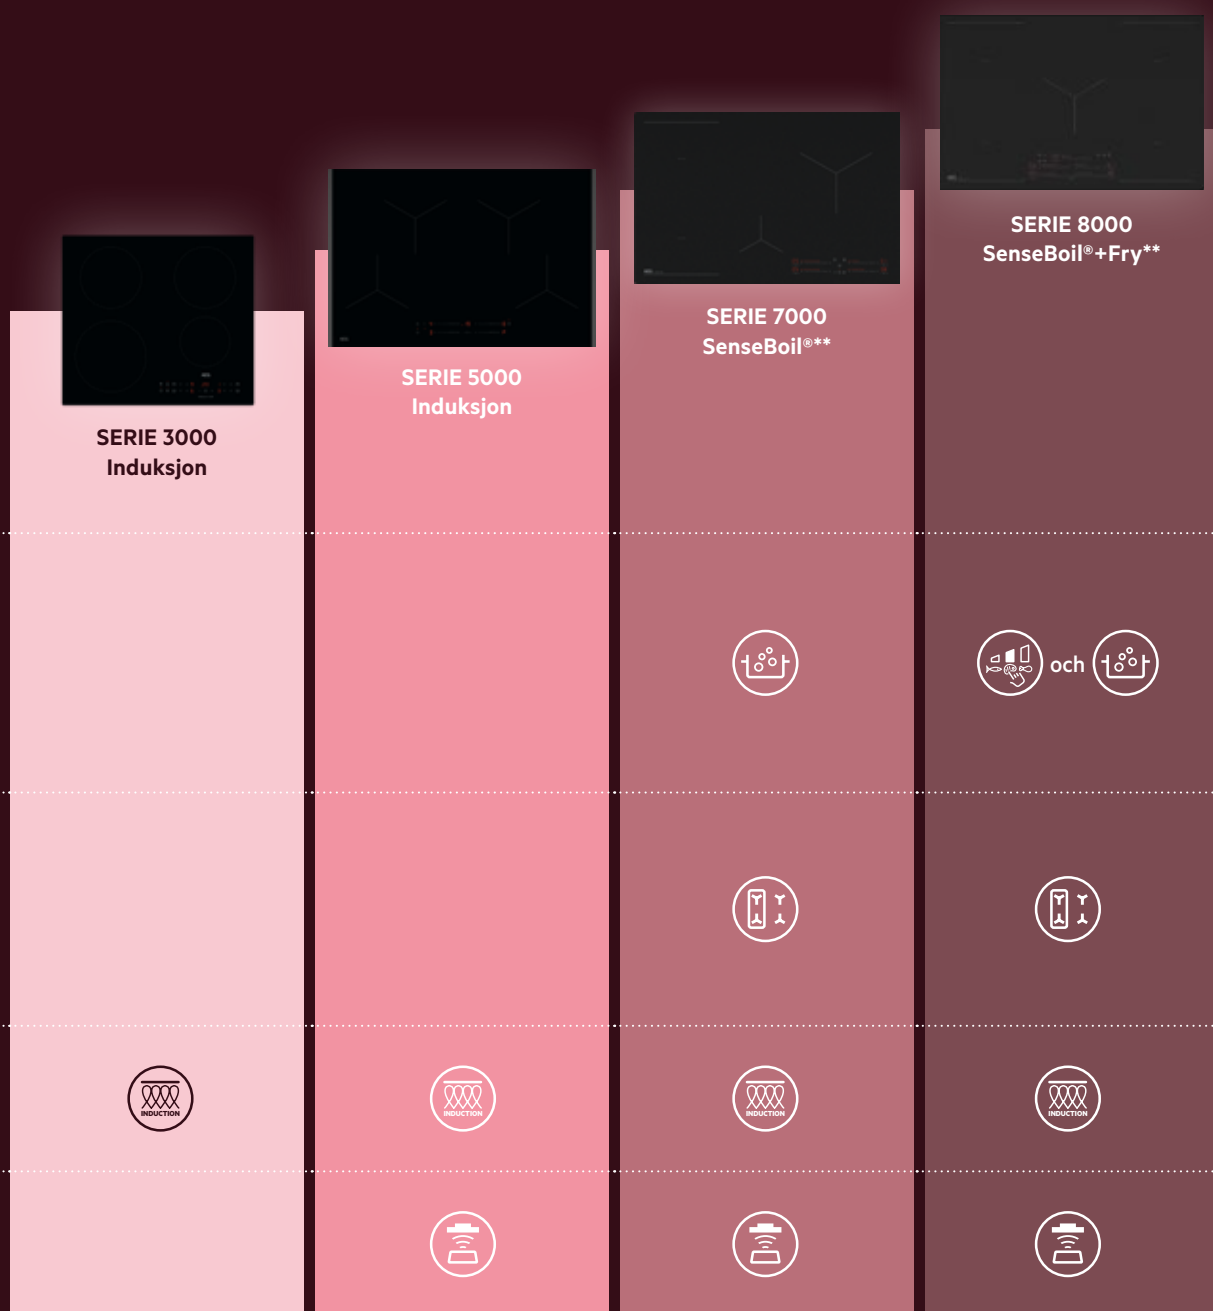 SERIE 8000
SenseBoil®+Fry**
SERIE 7000
SenseBoil®**
SERIE 5000
Induksjon
SERIE 3000
Induksjon
och
INDUCTION
INDUCTION
INDUCTION
INDUCTION